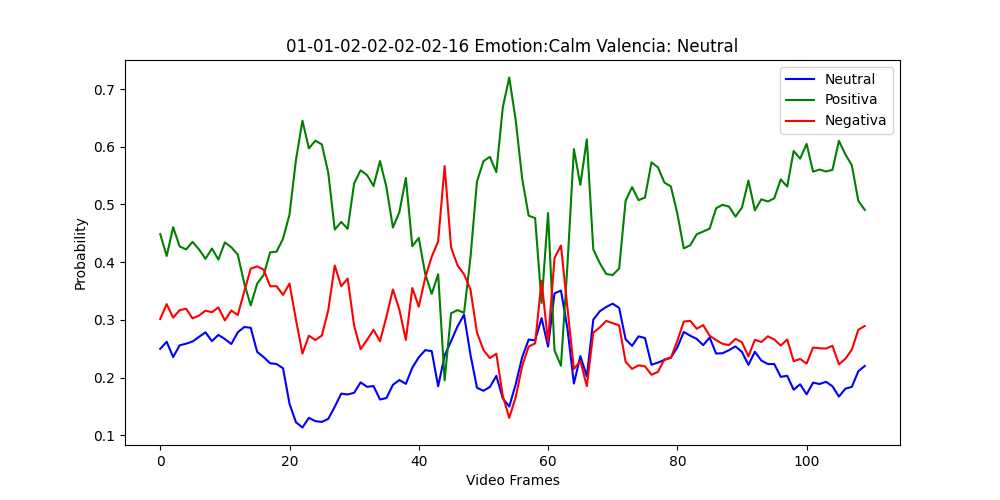 01-01-02-02-02-02-16 Emotion:Calm Valencia: Neutral
Neutral
Positiva
Negativa
Probability
0.7
0.6
0.5
0.4
0.3
0.2
0.1
0 20 40 60 80 100
Video Frames